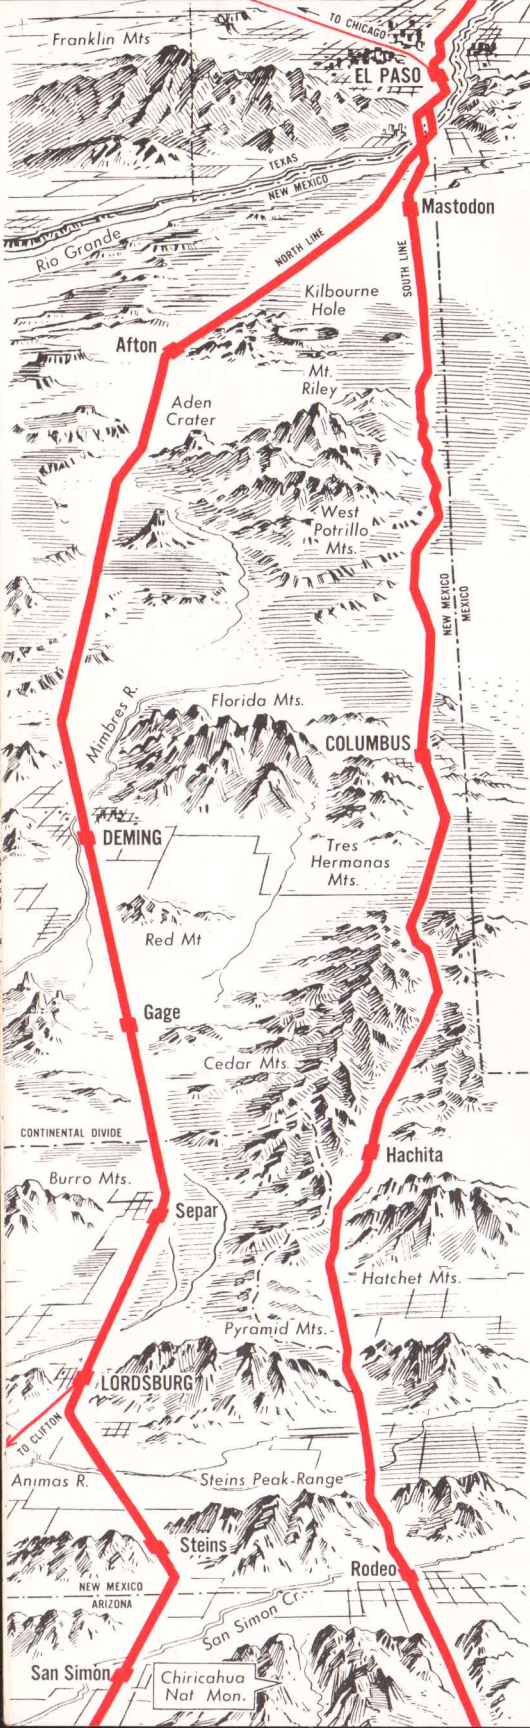 TO CHICAGO
Franklin Mts
EL PASO
TEXAS
NEW MEXICO
Mastodon
Rio Grande
NORTH LINE
SOUTH LINE
Kilbourne
Hole
Afton
Mt.
Riley
Aden
Crater
West
Potrillo
Mts.
NEW MEXICO
MEXICO
Mimbres R.
Florida Mts.
COLUMBUS
DEMING
Tres
Hermanas
Mts.
Red Mt
Gage
Cedar Mts.
CONTINENTAL DIVIDE
Hachita
Burro Mts.
Separ
Hatchet Mts.
Pyramid Mts.
LORDSBURG
TO CLIFTON
Animas R.
Steins Peak-Range
Steins
Rodeo
NEW MEXICO
ARIZONA
San Simon Cr.
San Simon
Chiricahua
Nat Mon.